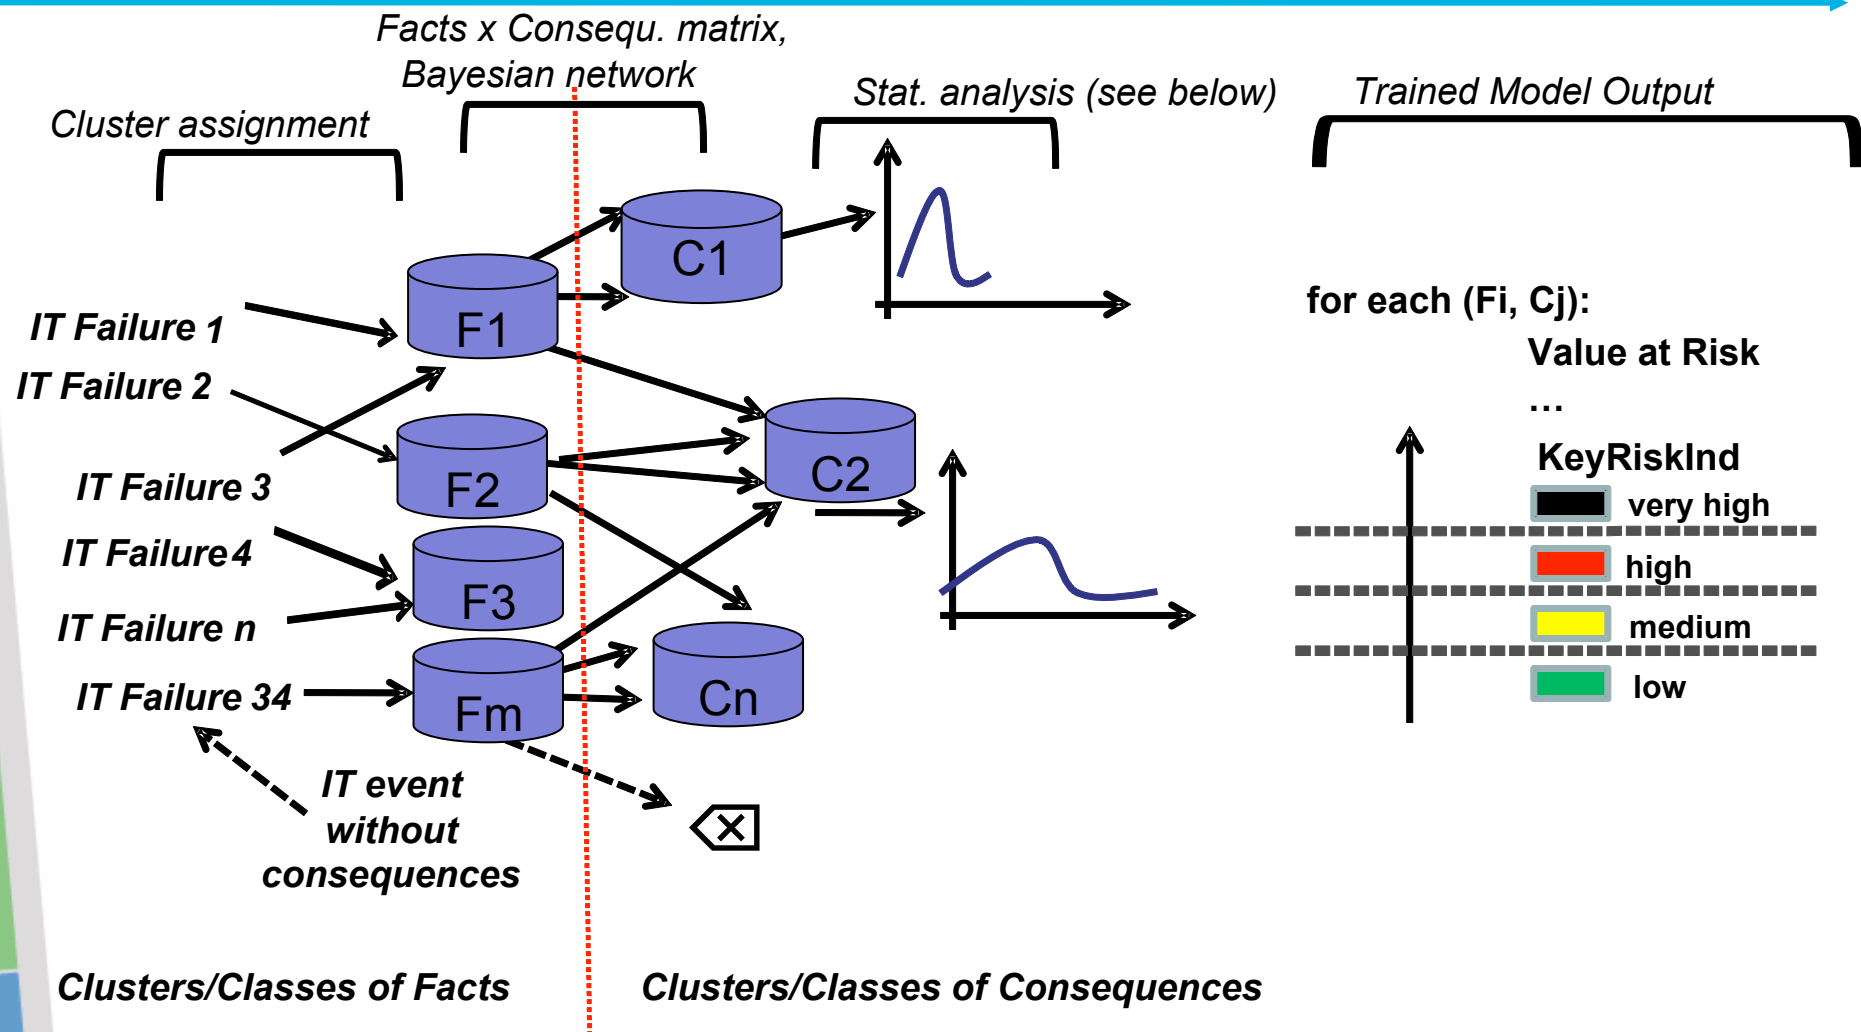 Facts x Consequ. matrix,
Bayesian network
Cluster assignment
Stat. analysis (see below)
Trained Model Output
IT Failure 1
IT Failure 2
IT Failure 3
IT Failure 4
IT Failure n
IT Failure 34
F1
F2
F3
Fm
C1
C2
Cn
IT event
without
consequences
for each (Fi, Cj):
Value at Risk
…
KeyRiskInd
very high
high
medium
low
Clusters/Classes of Facts
Clusters/Classes of Consequences